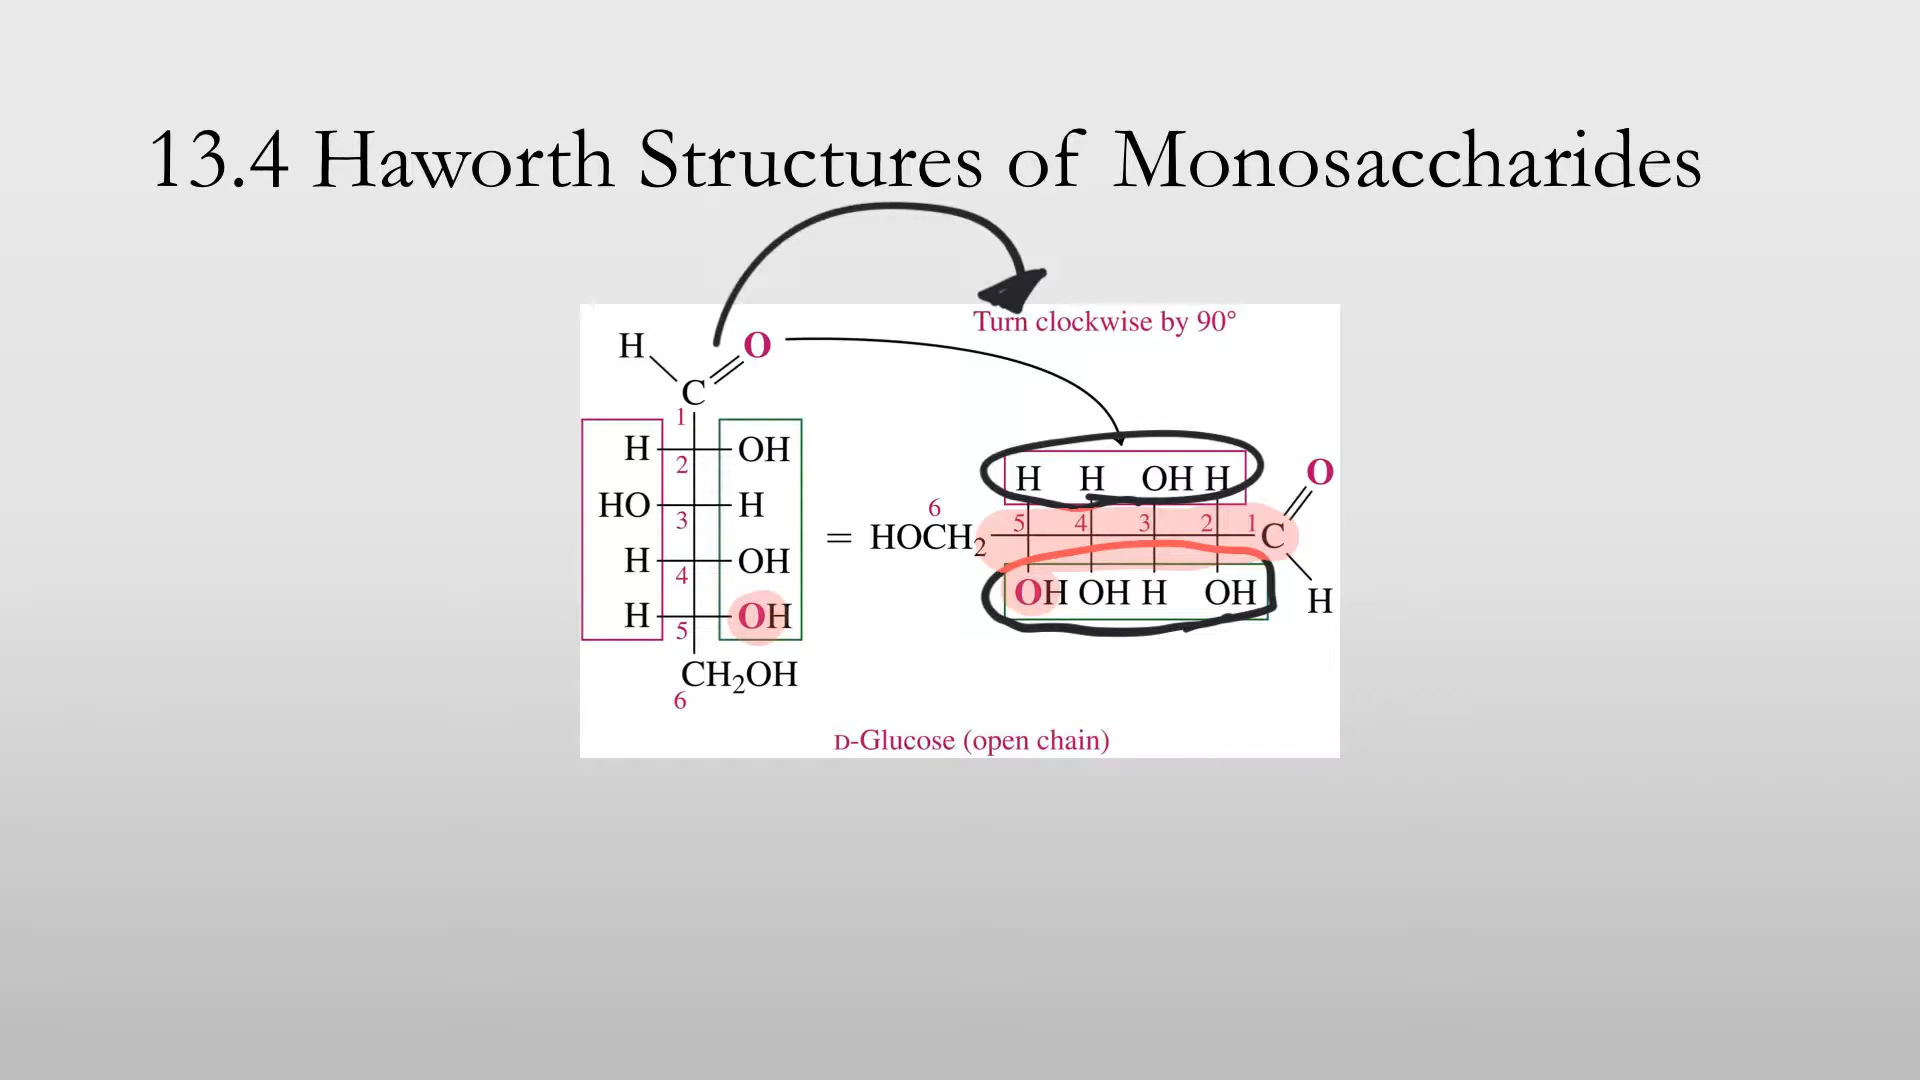 13.4 Haworth Structures of Monosaccharides
Turn clockwise by 90°
H O
C
1
H OH
2
HO H
3
H OH
4
H OH
5
CH₂OH
6
=
H H OH H O
6 5 4 3 2 1
HOCH₂ C
OH OH H OH H
D-Glucose (open chain)